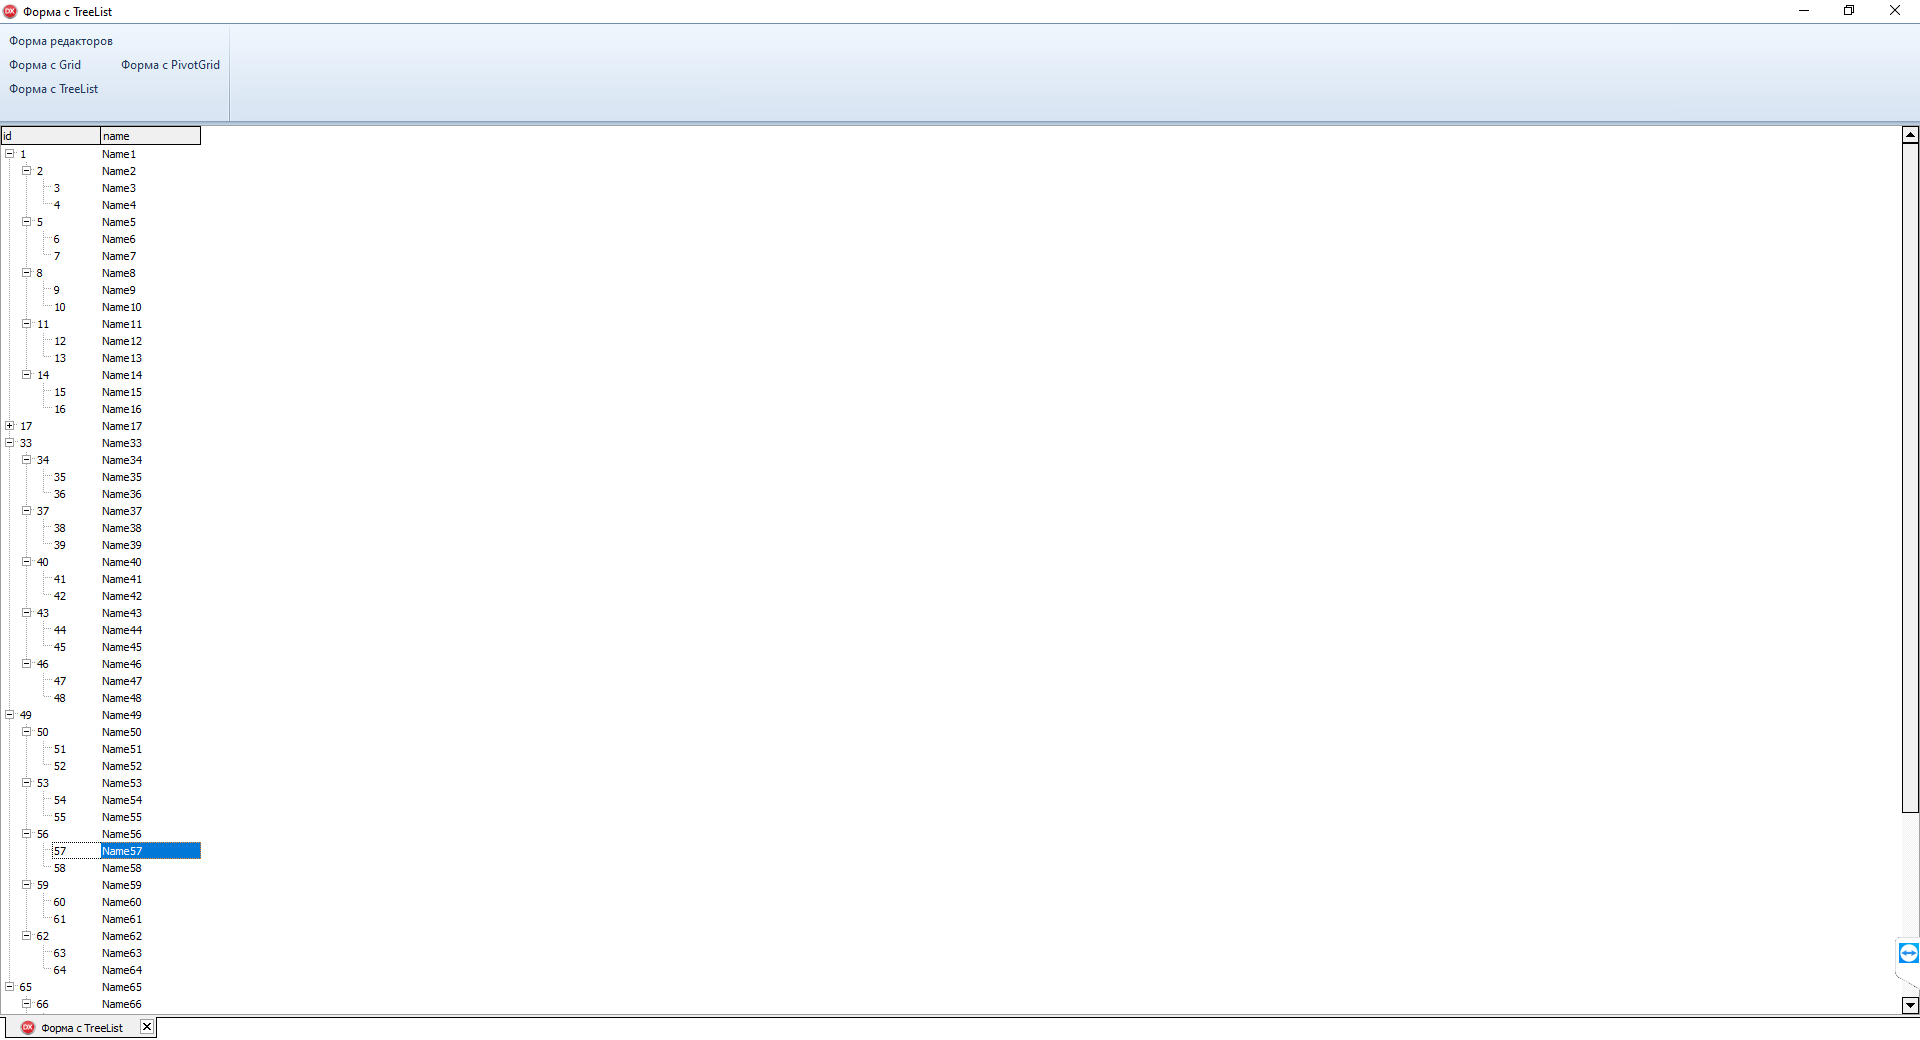 DX Форма с TreeList
Форма редакторов
Форма с Grid Форма с PivotGrid
Форма с TreeList
id name
1 Name1
2 Name2
3 Name3
4 Name4
5 Name5
6 Name6
7 Name7
8 Name8
9 Name9
10 Name10
11 Name11
12 Name12
13 Name13
14 Name14
15 Name15
16 Name16
17 Name17
33 Name33
34 Name34
35 Name35
36 Name36
37 Name37
38 Name38
39 Name39
40 Name40
41 Name41
42 Name42
43 Name43
44 Name44
45 Name45
46 Name46
47 Name47
48 Name48
49 Name49
50 Name50
51 Name51
52 Name52
53 Name53
54 Name54
55 Name55
56 Name56
57 Name57
58 Name58
59 Name59
60 Name60
61 Name61
62 Name62
63 Name63
64 Name64
65 Name65
66 Name66
DX Форма с TreeList